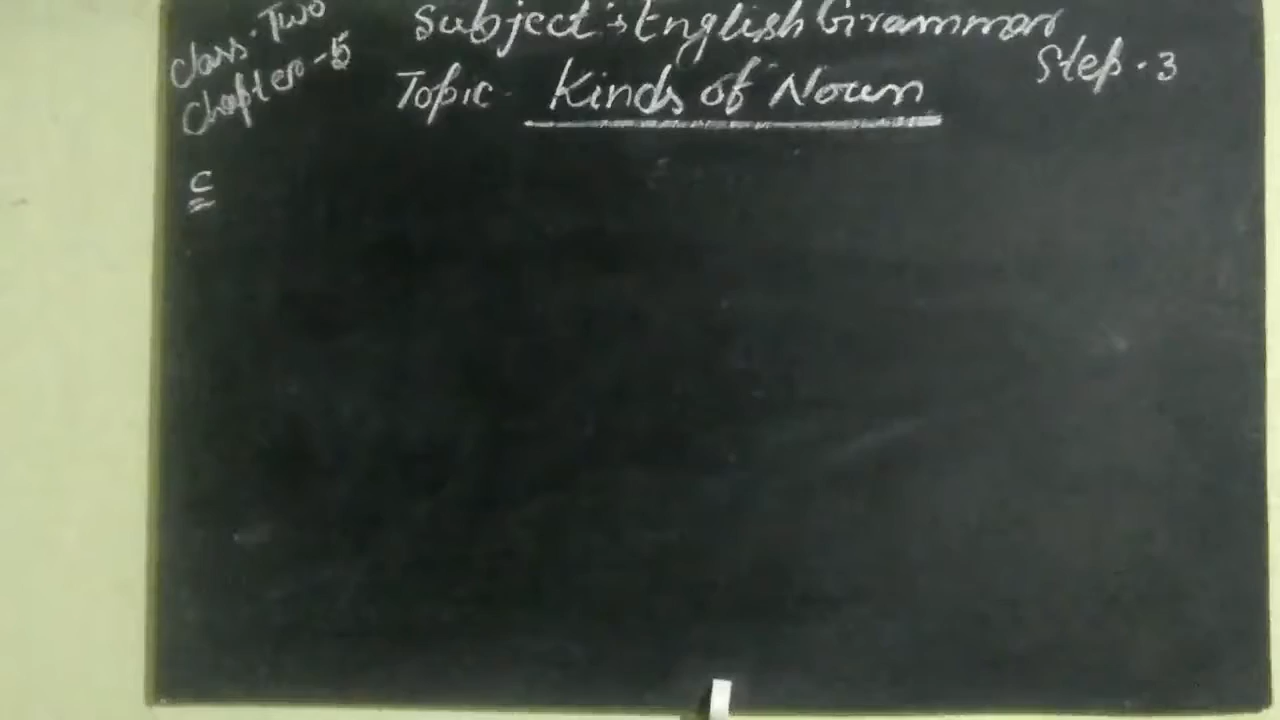 Class. Two
Chapter - 5
Subject : English Grammar
Topic - Kinds of Noun
Step . 3
C